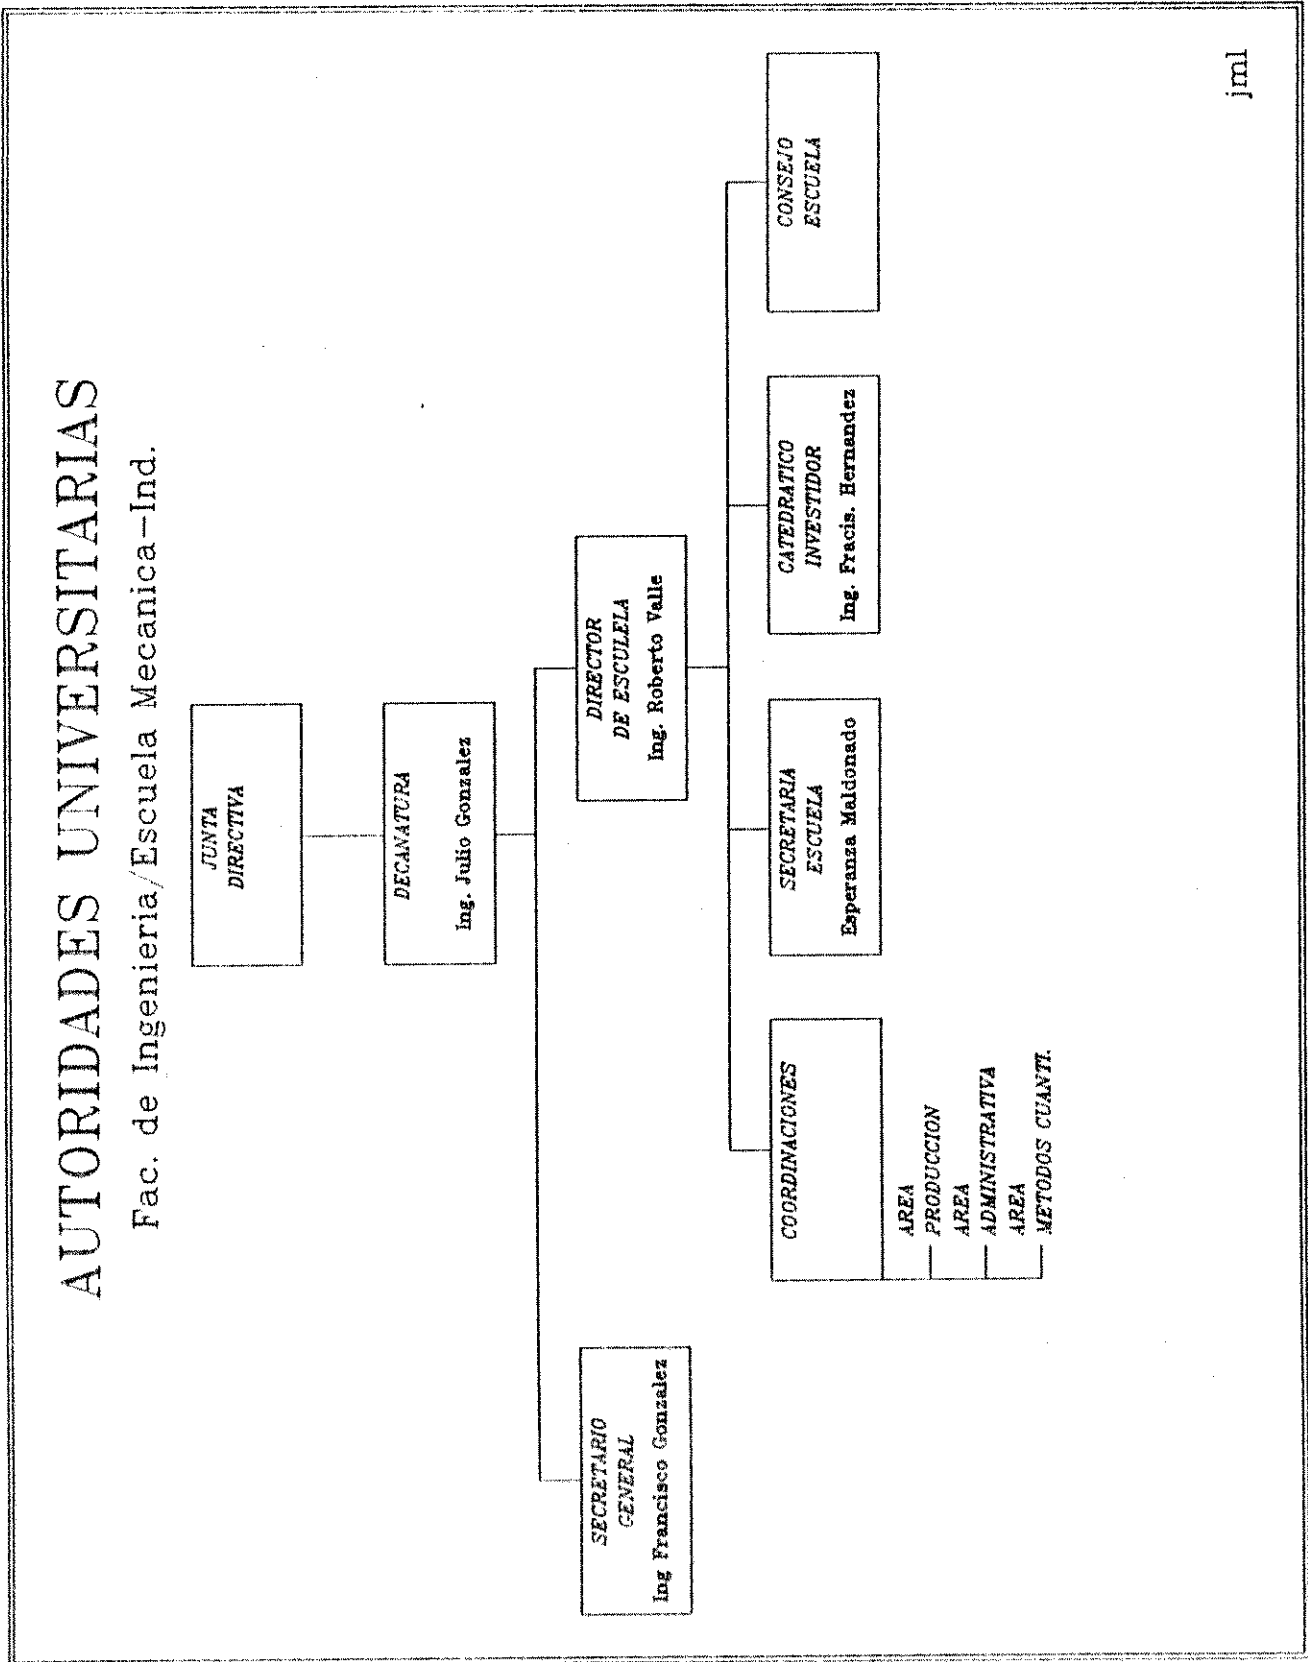 AUTORIDADES UNIVERSITARIAS
Fac. de Ingenieria/Escuela Mecanica-Ind.
JUNTA
DIRECTIVA
DECANATURA
Ing. Julio Gonzalez
SECRETARIO
GENERAL
Ing Francisco Gonzalez
DIRECTOR
DE ESCULELA
Ing. Roberto Valle
COORDINACIONES
AREA
PRODUCCION
AREA
ADMINISTRATIVA
AREA
METODOS CUANTI.
SECRETARIA
ESCUELA
Esperanza Maldonado
CATEDRATICO
INVESTIDOR
Ing. Fracis. Hernandez
CONSEJO
ESCUELA
jml